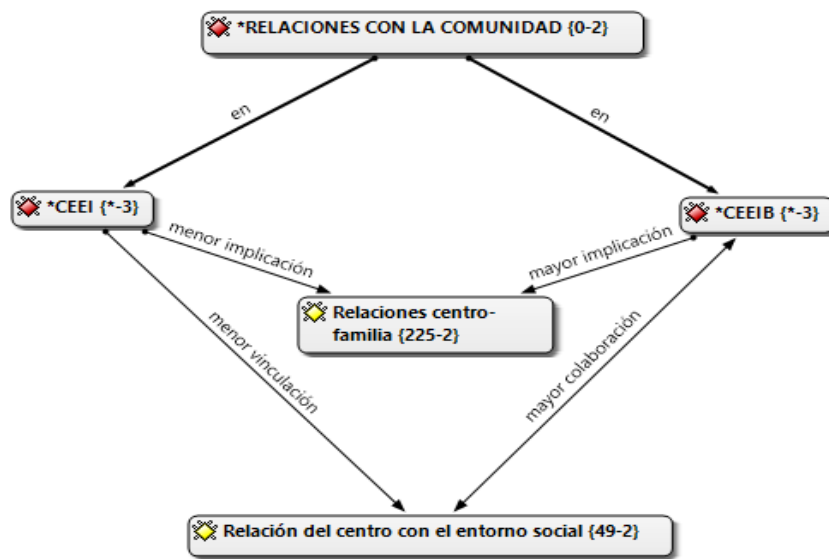 *RELACIONES CON LA COMUNIDAD {0-2}
en
en
*CEEI {*-3}
*CEEIB {*-3}
menor implicación
mayor implicación
Relaciones centro-
familia {225-2}
menor vinculación
mayor colaboración
Relación del centro con el entorno social {49-2}